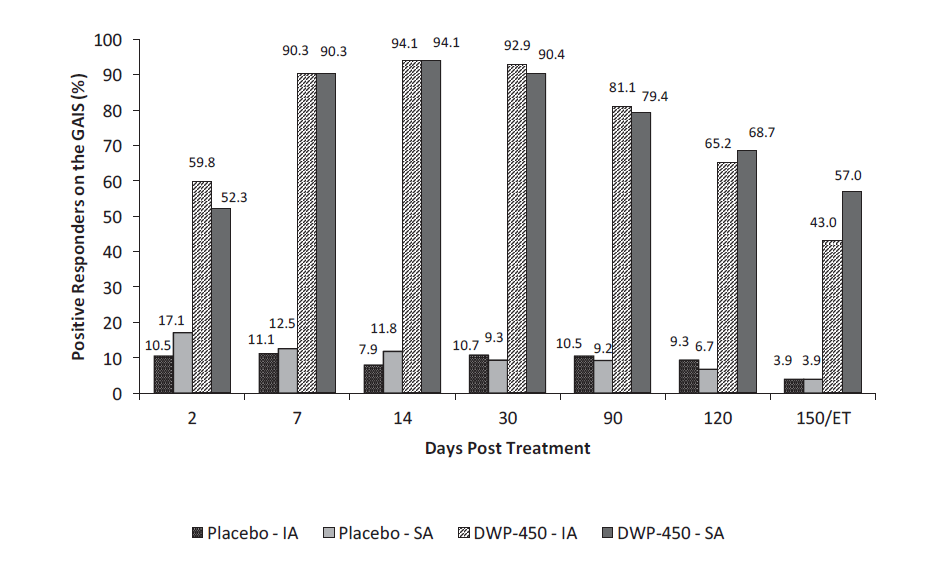 Positive Responders on the GAIS (%)
100
90
80
70
60
50
40
30
20
10
0
10.5 17.1 59.8 52.3
11.1 12.5 90.3 90.3
7.9 11.8 94.1 94.1
10.7 9.3 92.9 90.4
10.5 9.2 81.1 79.4
9.3 6.7 65.2 68.7
3.9 3.9 43.0 57.0
2 7 14 30 90 120 150/ET
Days Post Treatment
Placebo - IA Placebo - SA DWP-450 - IA DWP-450 - SA